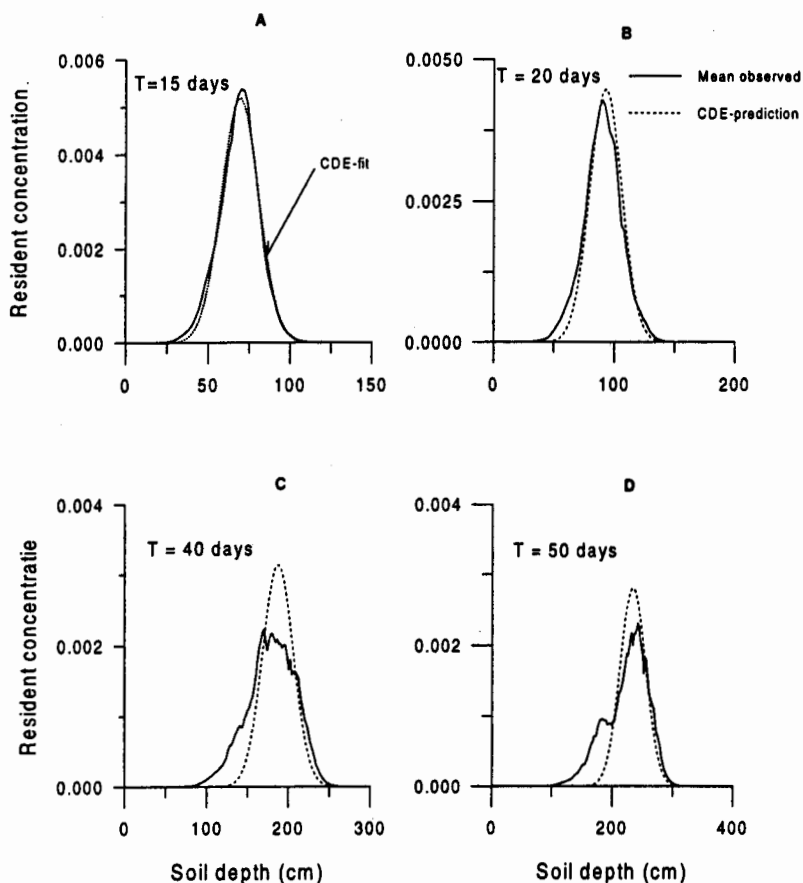 A
Resident concentration.
0.006
0.004
0.002
0.000
T=15 days
CDE-fit
0 50 100 150
B
0.0050
0.0025
0.0000
T = 20 days
Mean observed
CDE-prediction
0 100 200
C
Resident concentratie
0.004
0.002
0.000
T = 40 days
0 100 200 300
Soil depth (cm)
D
0.004
0.002
0.000
T = 50 days
0 200 400
Soil depth (cm)